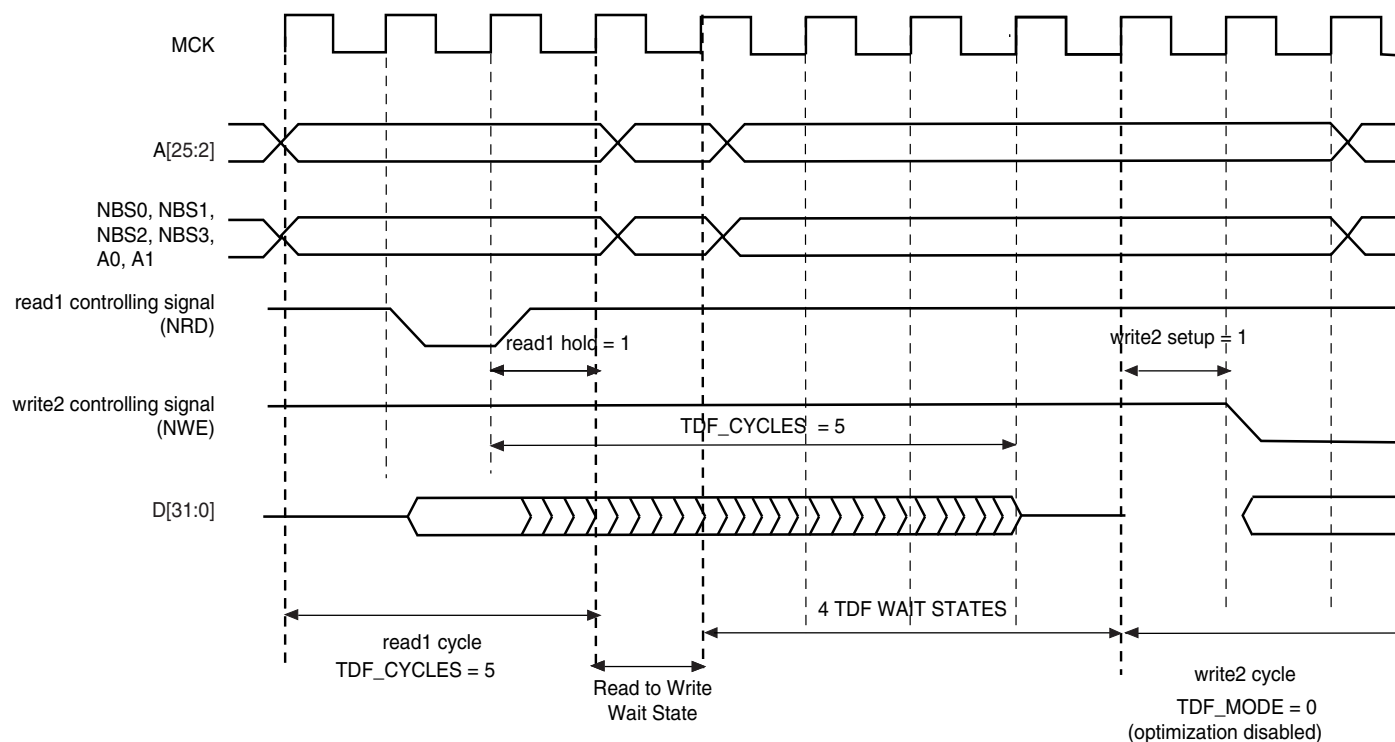 MCK
A[25:2]
NBS0, NBS1,
NBS2, NBS3,
A0, A1
read1 controlling signal
(NRD)
read1 hold = 1
write2 setup = 1
write2 controlling signal
(NWE)
TDF_CYCLES = 5
D[31:0]
4 TDF WAIT STATES
read1 cycle
TDF_CYCLES = 5
Read to Write
Wait State
write2 cycle
TDF_MODE = 0
(optimization disabled)